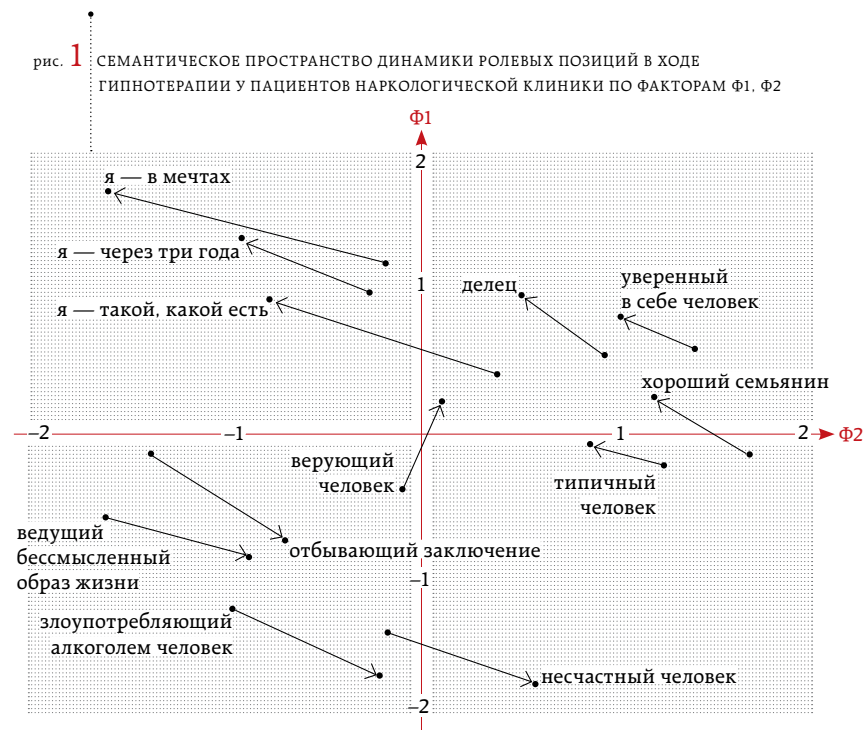 рис. 1 СЕМАНТИЧЕСКОЕ ПРОСТРАНСТВО ДИНАМИКИ РОЛЕВЫХ ПОЗИЦИЙ В ХОДЕ
ГИПНОТЕРАПИИ У ПАЦИЕНТОВ НАРКОЛОГИЧЕСКОЙ КЛИНИКИ ПО ФАКТОРАМ Ф1, Ф2
Ф1
2
я — в мечтах
я — через три года
1
делец
уверенный
в себе человек
я — такой, какой есть
хороший семьянин
–2
–1
1
2
Ф2
верующий
человек
типичный
человек
ведущий
бессмысленный
образ жизни
отбывающий заключение
–1
злоупотребляющий
алкоголем человек
несчастный человек
–2